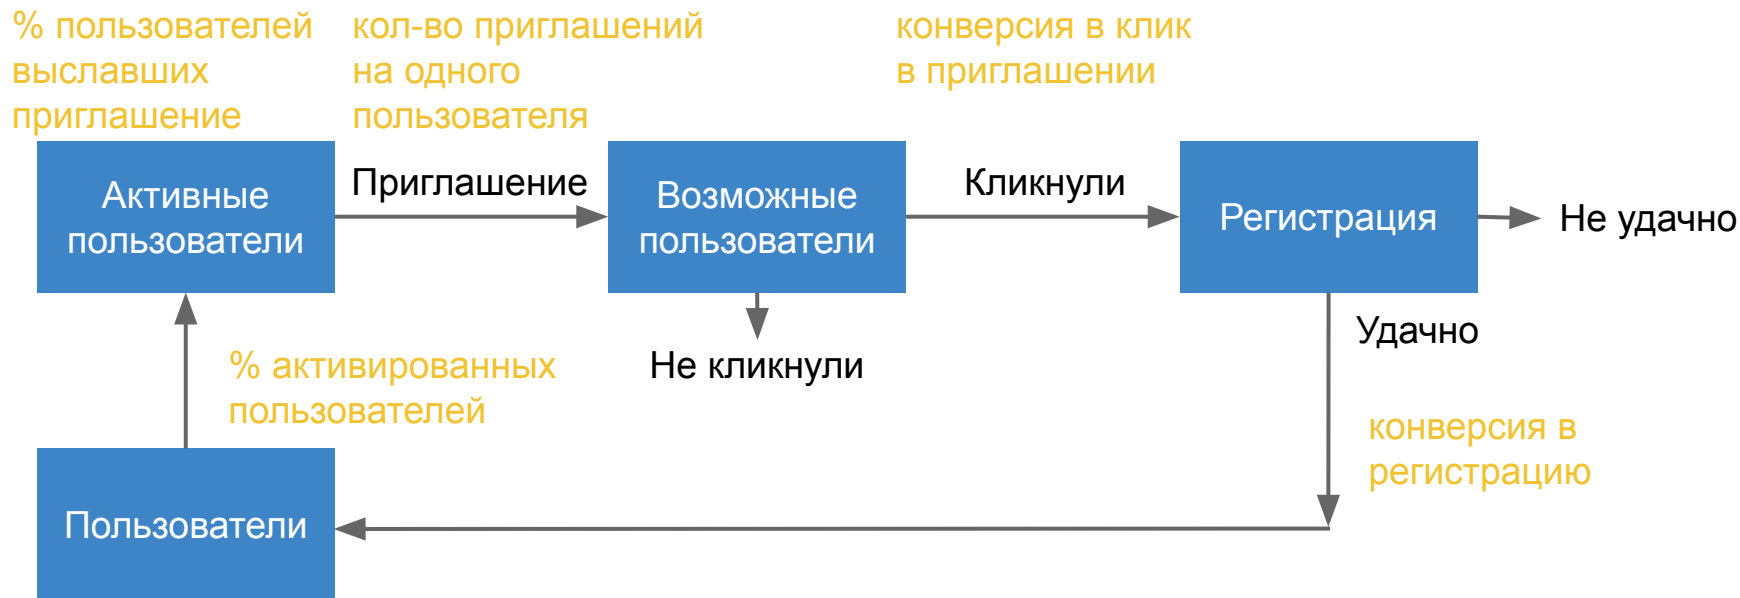 % пользователей
выславших
приглашение
кол-во приглашений
на одного
пользователя
конверсия в клик
в приглашении
Активные
пользователи
Приглашение
Возможные
пользователи
Кликнули
Регистрация
Не удачно
Не кликнули
Удачно
% активированных
пользователей
конверсия в
регистрацию
Пользователи